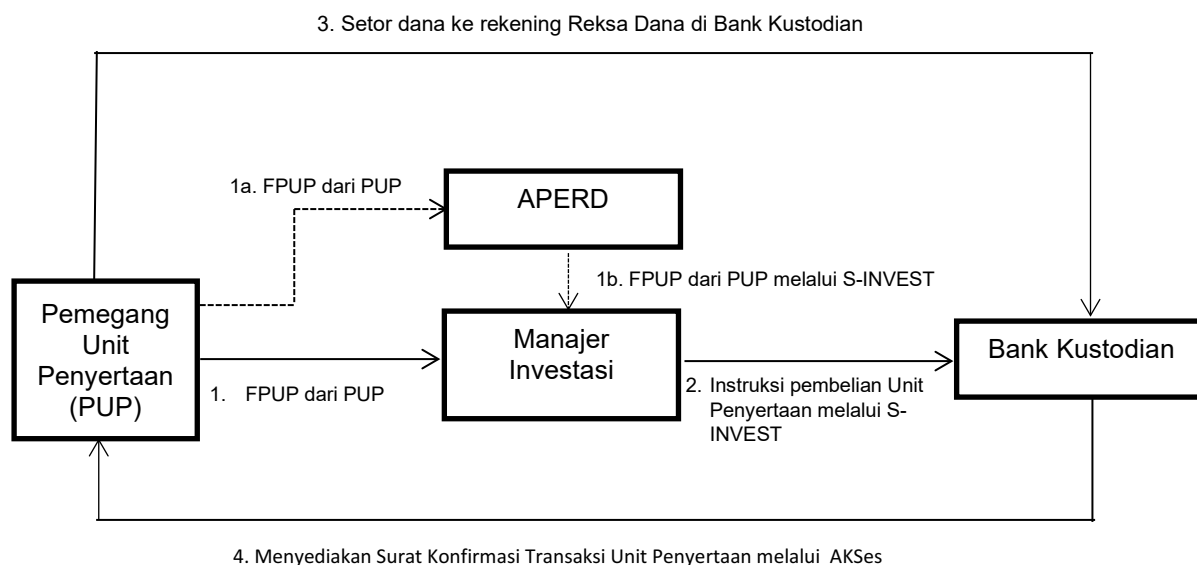 3. Setor dana ke rekening Reksa Dana di Bank Kustodian
1a. FPUP dari PUP
APERD
1b. FPUP dari PUP melalui S-INVEST
Pemegang
Unit
Penyertaan
(PUP)
Manajer
Investasi
Bank Kustodian
1. FPUP dari PUP
2. Instruksi pembelian Unit
Penyertaan melalui S-
INVEST
4. Menyediakan Surat Konfirmasi Transaksi Unit Penyertaan melalui AKSes